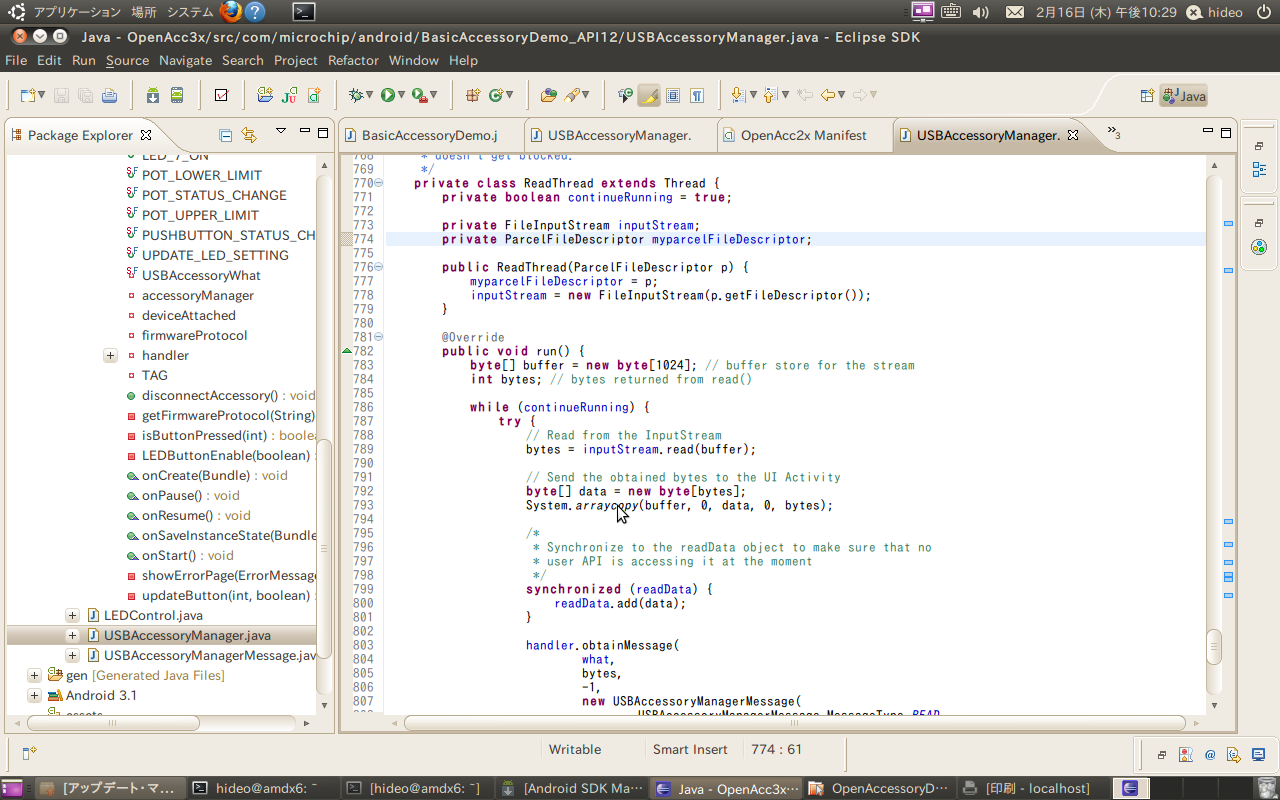 アプリケーション 場所 システム 2月16日 (木) 午後10:29 hideo
Java - OpenAcc3x/src/com/microchip/android/BasicAccessoryDemo_API12/USBAccessoryManager.java - Eclipse SDK
File Edit Run Source Navigate Search Project Refactor Navigate Window Help
Java
Package Explorer
BasicAccessoryDemo.j USBAccessoryManager. OpenAcc2x Manifest USBAccessoryManager. »3
LED_7_ON
POT_LOWER_LIMIT
POT_STATUS_CHANGE
POT_UPPER_LIMIT
PUSHBUTTON_STATUS_CH
UPDATE_LED_SETTING
USBAccessoryWhat
accessoryManager
deviceAttached
firmwareProtocol
handler
TAG
disconnectAccessory() : void
getFirmwareProtocol(String)
isButtonPressed(int) : boolea
LEDButtonEnable(boolean) :
onCreate(Bundle) : void
onPause() : void
onResume() : void
onSaveInstanceState(Bundle
onStart() : void
showErrorPage(ErrorMessage
updateButton(int, boolean) :
LEDControl.java
USBAccessoryManager.java
USBAccessoryManagerMessage.jav
gen [Generated Java Files]
Android 3.1
assets
768 * doesn't get blocked.
769 */
770 private class ReadThread extends Thread {
771 private boolean continueRunning = true;
772
773 private FileInputStream inputStream;
774 private ParcelFileDescriptor myparcelFileDescriptor;
775
776 public ReadThread(ParcelFileDescriptor p) {
777 myparcelFileDescriptor = p;
778 inputStream = new FileInputStream(p.getFileDescriptor());
779 }
780
781 @Override
782 public void run() {
783 byte[] buffer = new byte[1024]; // buffer store for the stream
784 int bytes; // bytes returned from read()
785
786 while (continueRunning) {
787 try {
788 // Read from the InputStream
789 bytes = inputStream.read(buffer);
790
791 // Send the obtained bytes to the UI Activity
792 byte[] data = new byte[bytes];
793 System.arraycopy(buffer, 0, data, 0, bytes);
794
795 /*
796 * Synchronize to the readData object to make sure that no
797 * user API is accessing it at the moment
798 */
799 synchronized (readData) {
800 readData.add(data);
801 }
802
803 handler.obtainMessage(
804 what,
805 bytes,
806 -1,
807 new USBAccessoryManagerMessage(
808 USBAccessoryManagerMessage.MessageType.READ,
Writable Smart Insert 774 : 61
[アップデート・マ... hideo@amdx6: ~ [hideo@amdx6: ~] [Android SDK Ma... Java - OpenAcc3x... OpenAccessoryD... [印刷 - localhost]